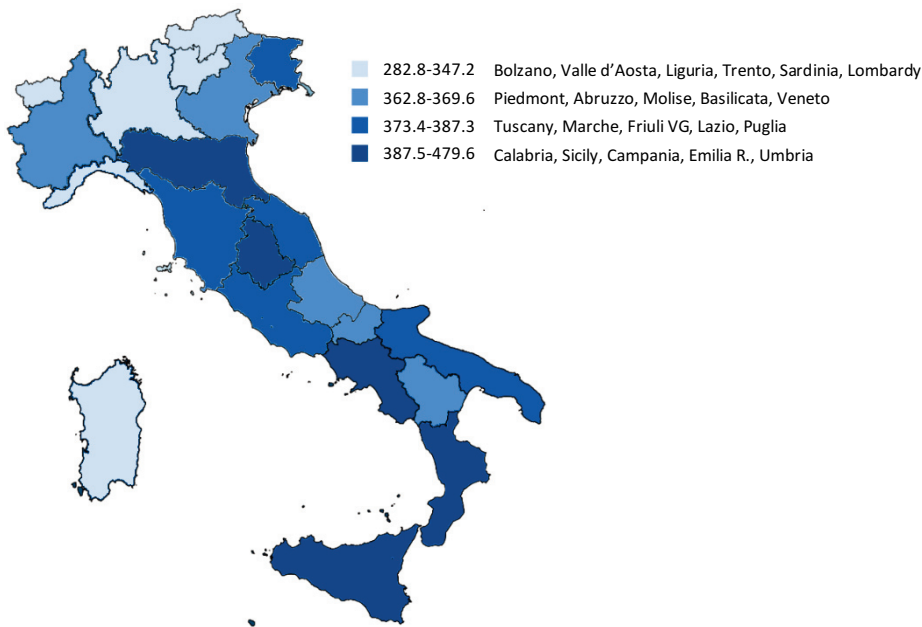 282.8-347.2 Bolzano, Valle d’Aosta, Liguria, Trento, Sardinia, Lombardy
362.8-369.6 Piedmont, Abruzzo, Molise, Basilicata, Veneto
373.4-387.3 Tuscany, Marche, Friuli VG, Lazio, Puglia
387.5-479.6 Calabria, Sicily, Campania, Emilia R., Umbria